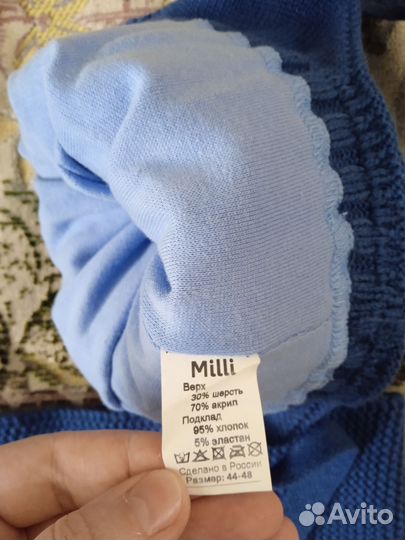 Milli
Верх
30% шерсть
70% акрил
Подклад
95% хлопок
5% эластан
Сделано в России
Размер: 44-48
Avito